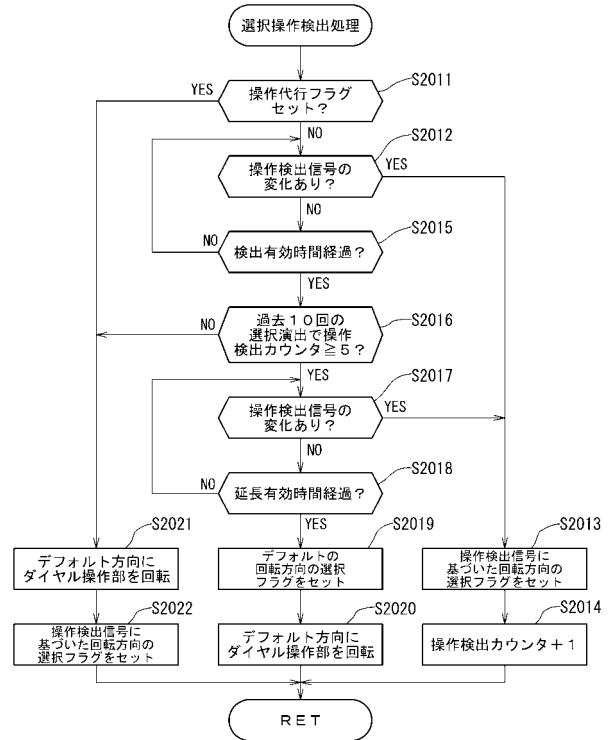 選択操作検出処理
S2011
YES
操作代行フラグ
セット?
NO
S2012
操作検出信号の
変化あり?
YES
NO
S2015
NO
検出有効時間経過?
YES
S2016
過去10回の
選択演出で操作
検出カウンタ≧5?
NO
YES
S2017
操作検出信号の
変化あり?
YES
NO
S2018
NO
延長有効時間経過?
YES
S2021
デフォルト方向に
ダイヤル操作部を回転
S2019
デフォルトの
回転方向の選択
フラグをセット
S2013
操作検出信号に
基づいた回転方向の
選択フラグをセット
S2022
操作検出信号に
基づいた回転方向の
選択フラグをセット
S2020
デフォルト方向に
ダイヤル操作部を回転
S2014
操作検出カウンタ+1
RET